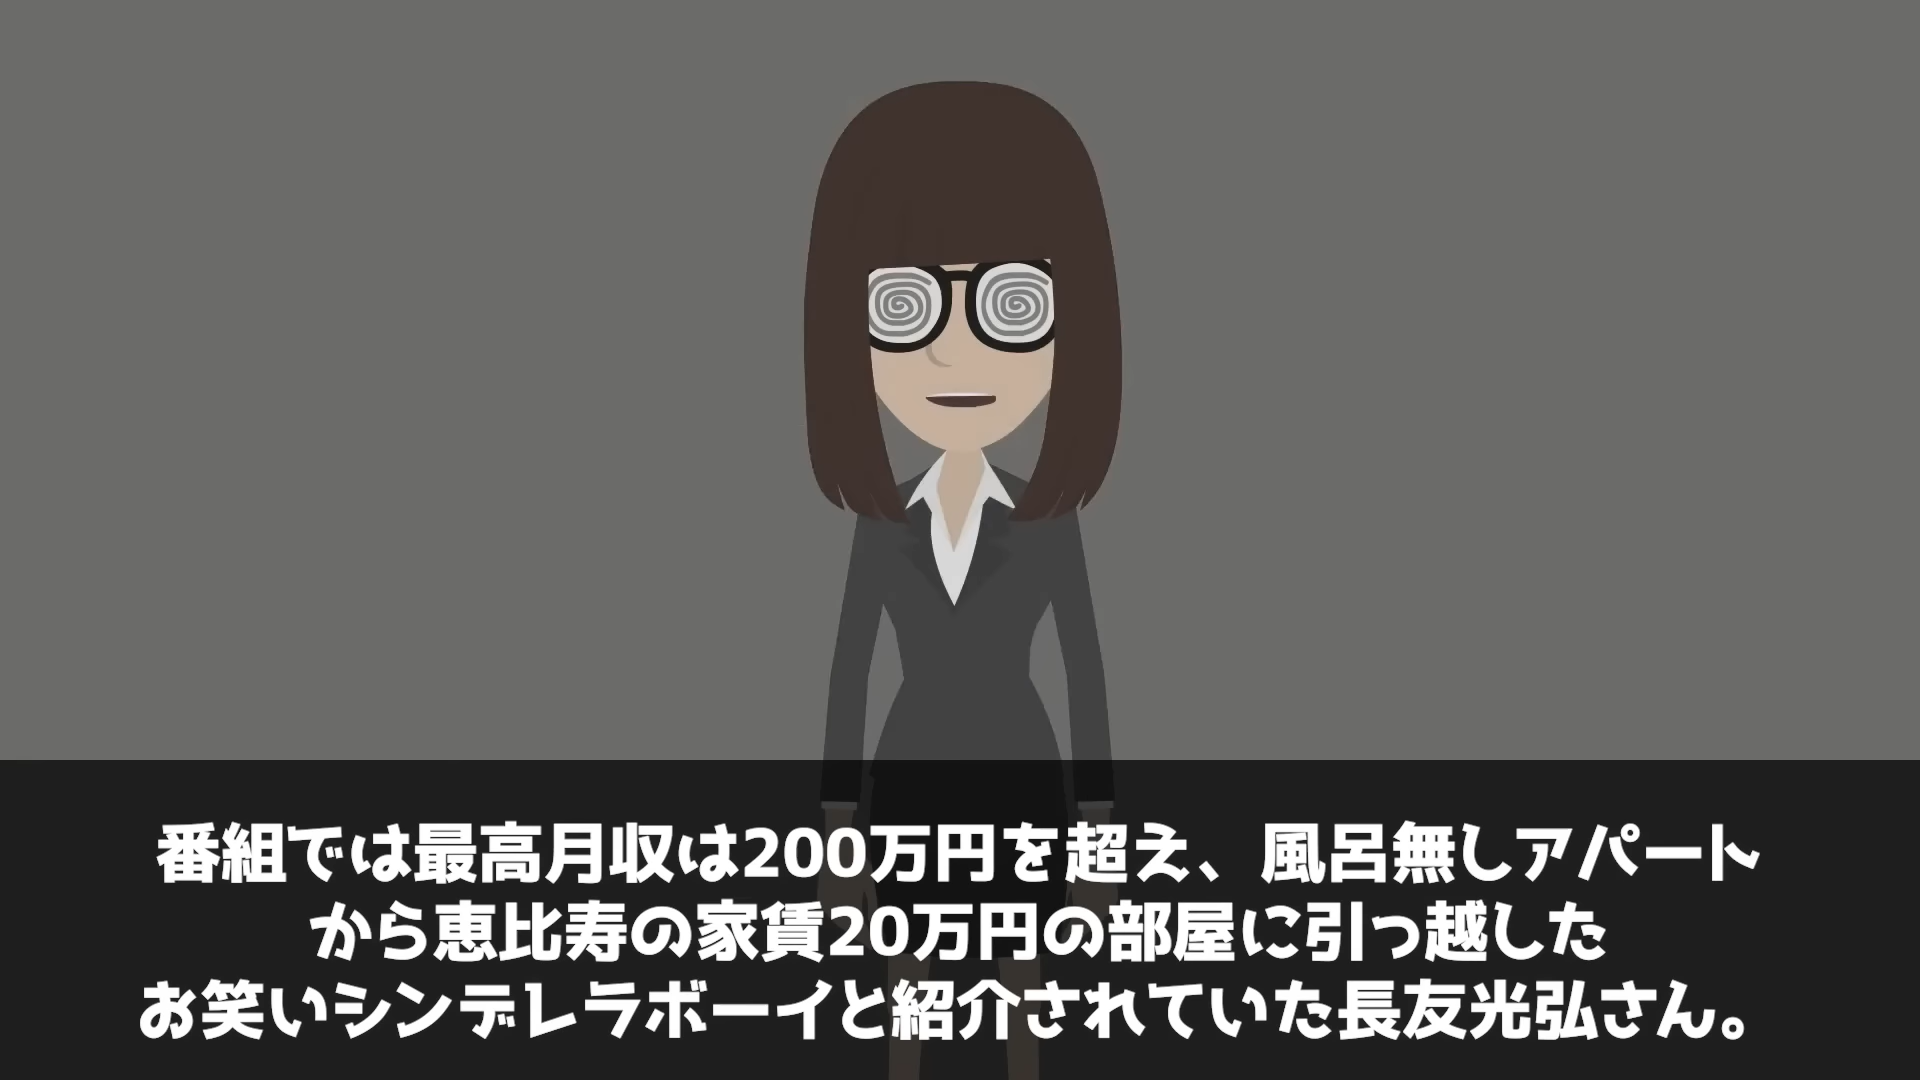 番組では最高月収は200万円を超え、風呂無しアパート
から恵比寿の家賃20万円の部屋に引っ越した
お笑いシンデレラボーイと紹介されていた長友光弘さん。